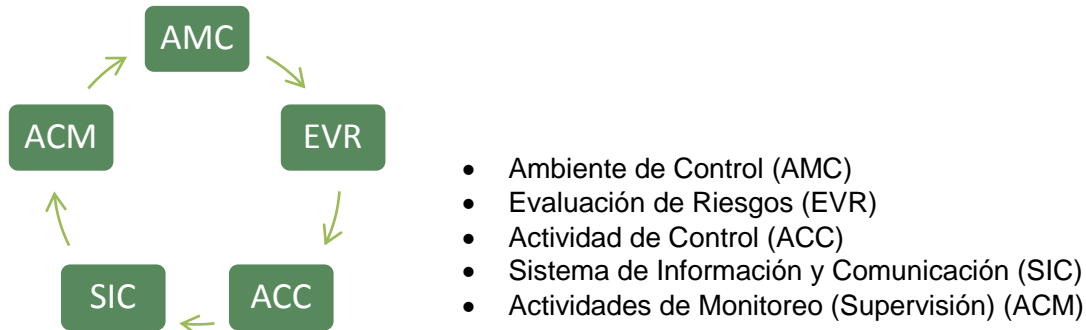 AMC
ACM
EVR
SIC
ACC
• Ambiente de Control (AMC)
• Evaluación de Riesgos (EVR)
• Actividad de Control (ACC)
• Sistema de Información y Comunicación (SIC)
• Actividades de Monitoreo (Supervisión) (ACM)